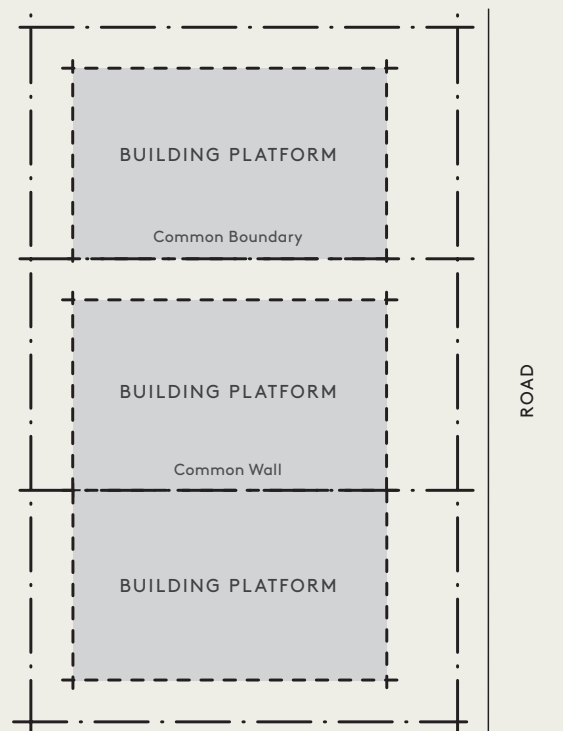 BUILDING PLATFORM
Common Boundary
BUILDING PLATFORM
ROAD
Common Wall
BUILDING PLATFORM